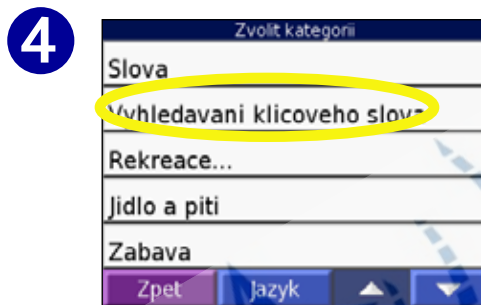 4
Zvolit kategorii
Slova
Vyhledavani klicoveho slova
Rekreace...
Jidlo a piti
Zabava
Zpet Jazyk